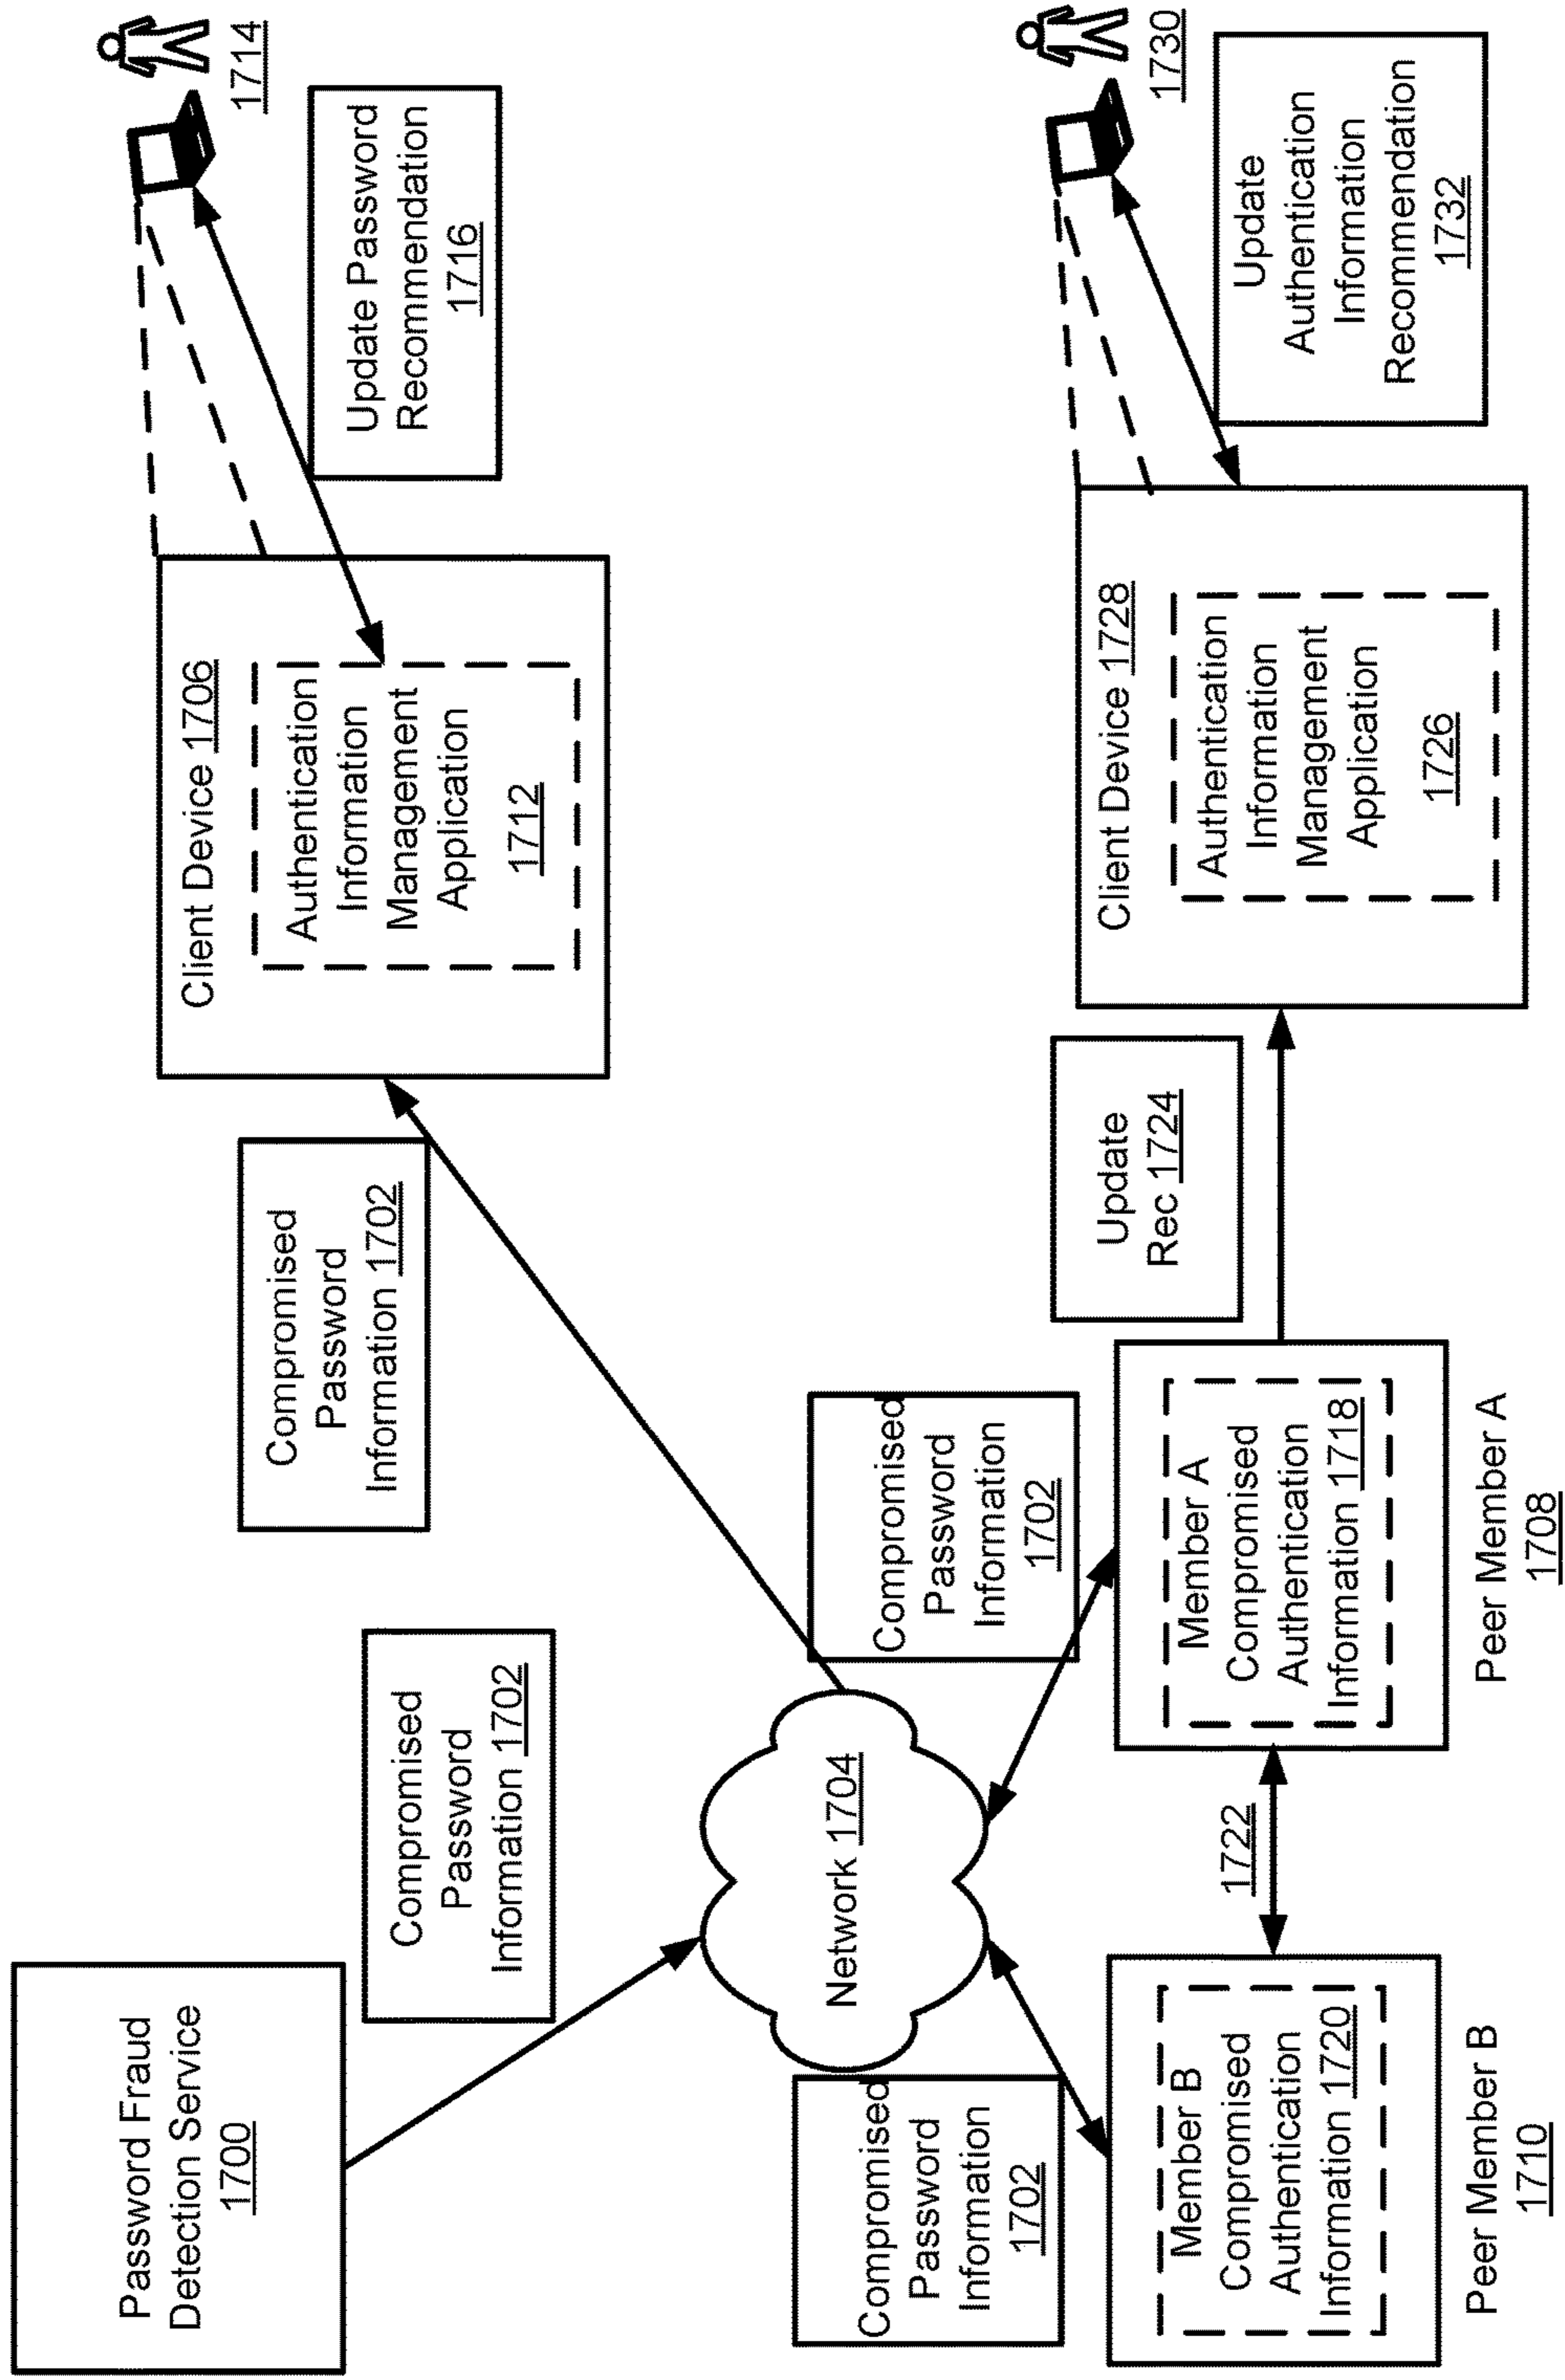 Password Fraud
Detection Service
1700
Compromised
Password
Information 1702
Compromised
Password
Information 1702
Client Device 1706
Authentication
Information
Management
Application
1712
1714
Update Password
Recommendation
1716
Network 1704
Compromised
Password
Information
1702
Compromised
Password
Information
1702
Member B
Compromised
Authentication
Information 1720
Peer Member B
1710
1722
Member A
Compromised
Authentication
Information 1718
Peer Member A
1708
Update
Rec 1724
Client Device 1728
Authentication
Information
Management
Application
1726
1730
Update
Authentication
Information
Recommendation
1732